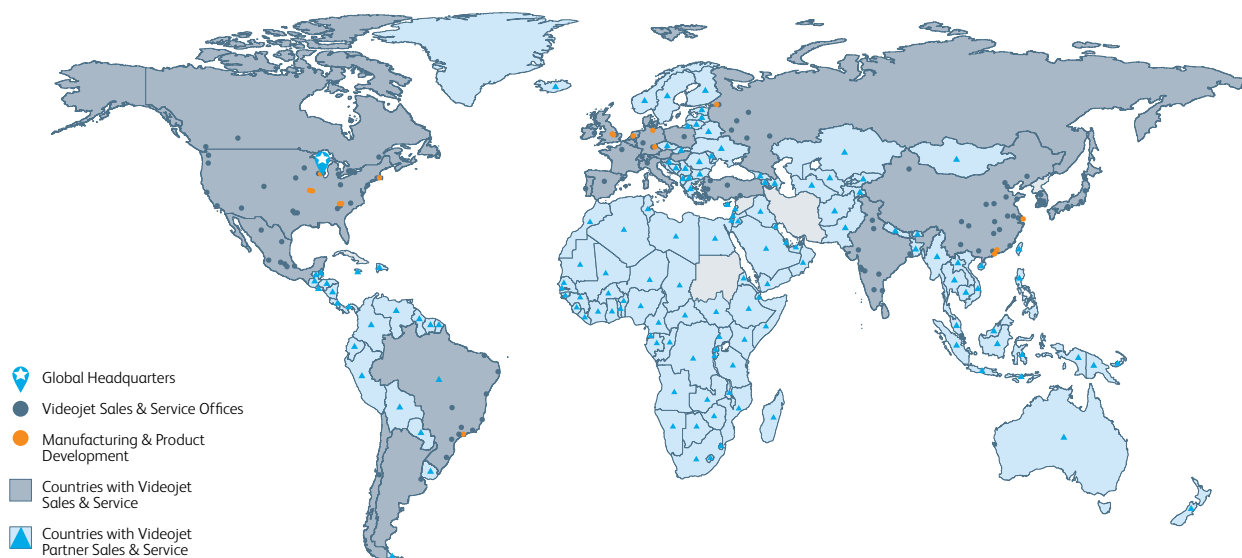 Global Headquarters
Videojet Sales & Service Offices
Manufacturing & Product
Development
Countries with Videojet
Sales & Service
Countries with Videojet
Partner Sales & Service